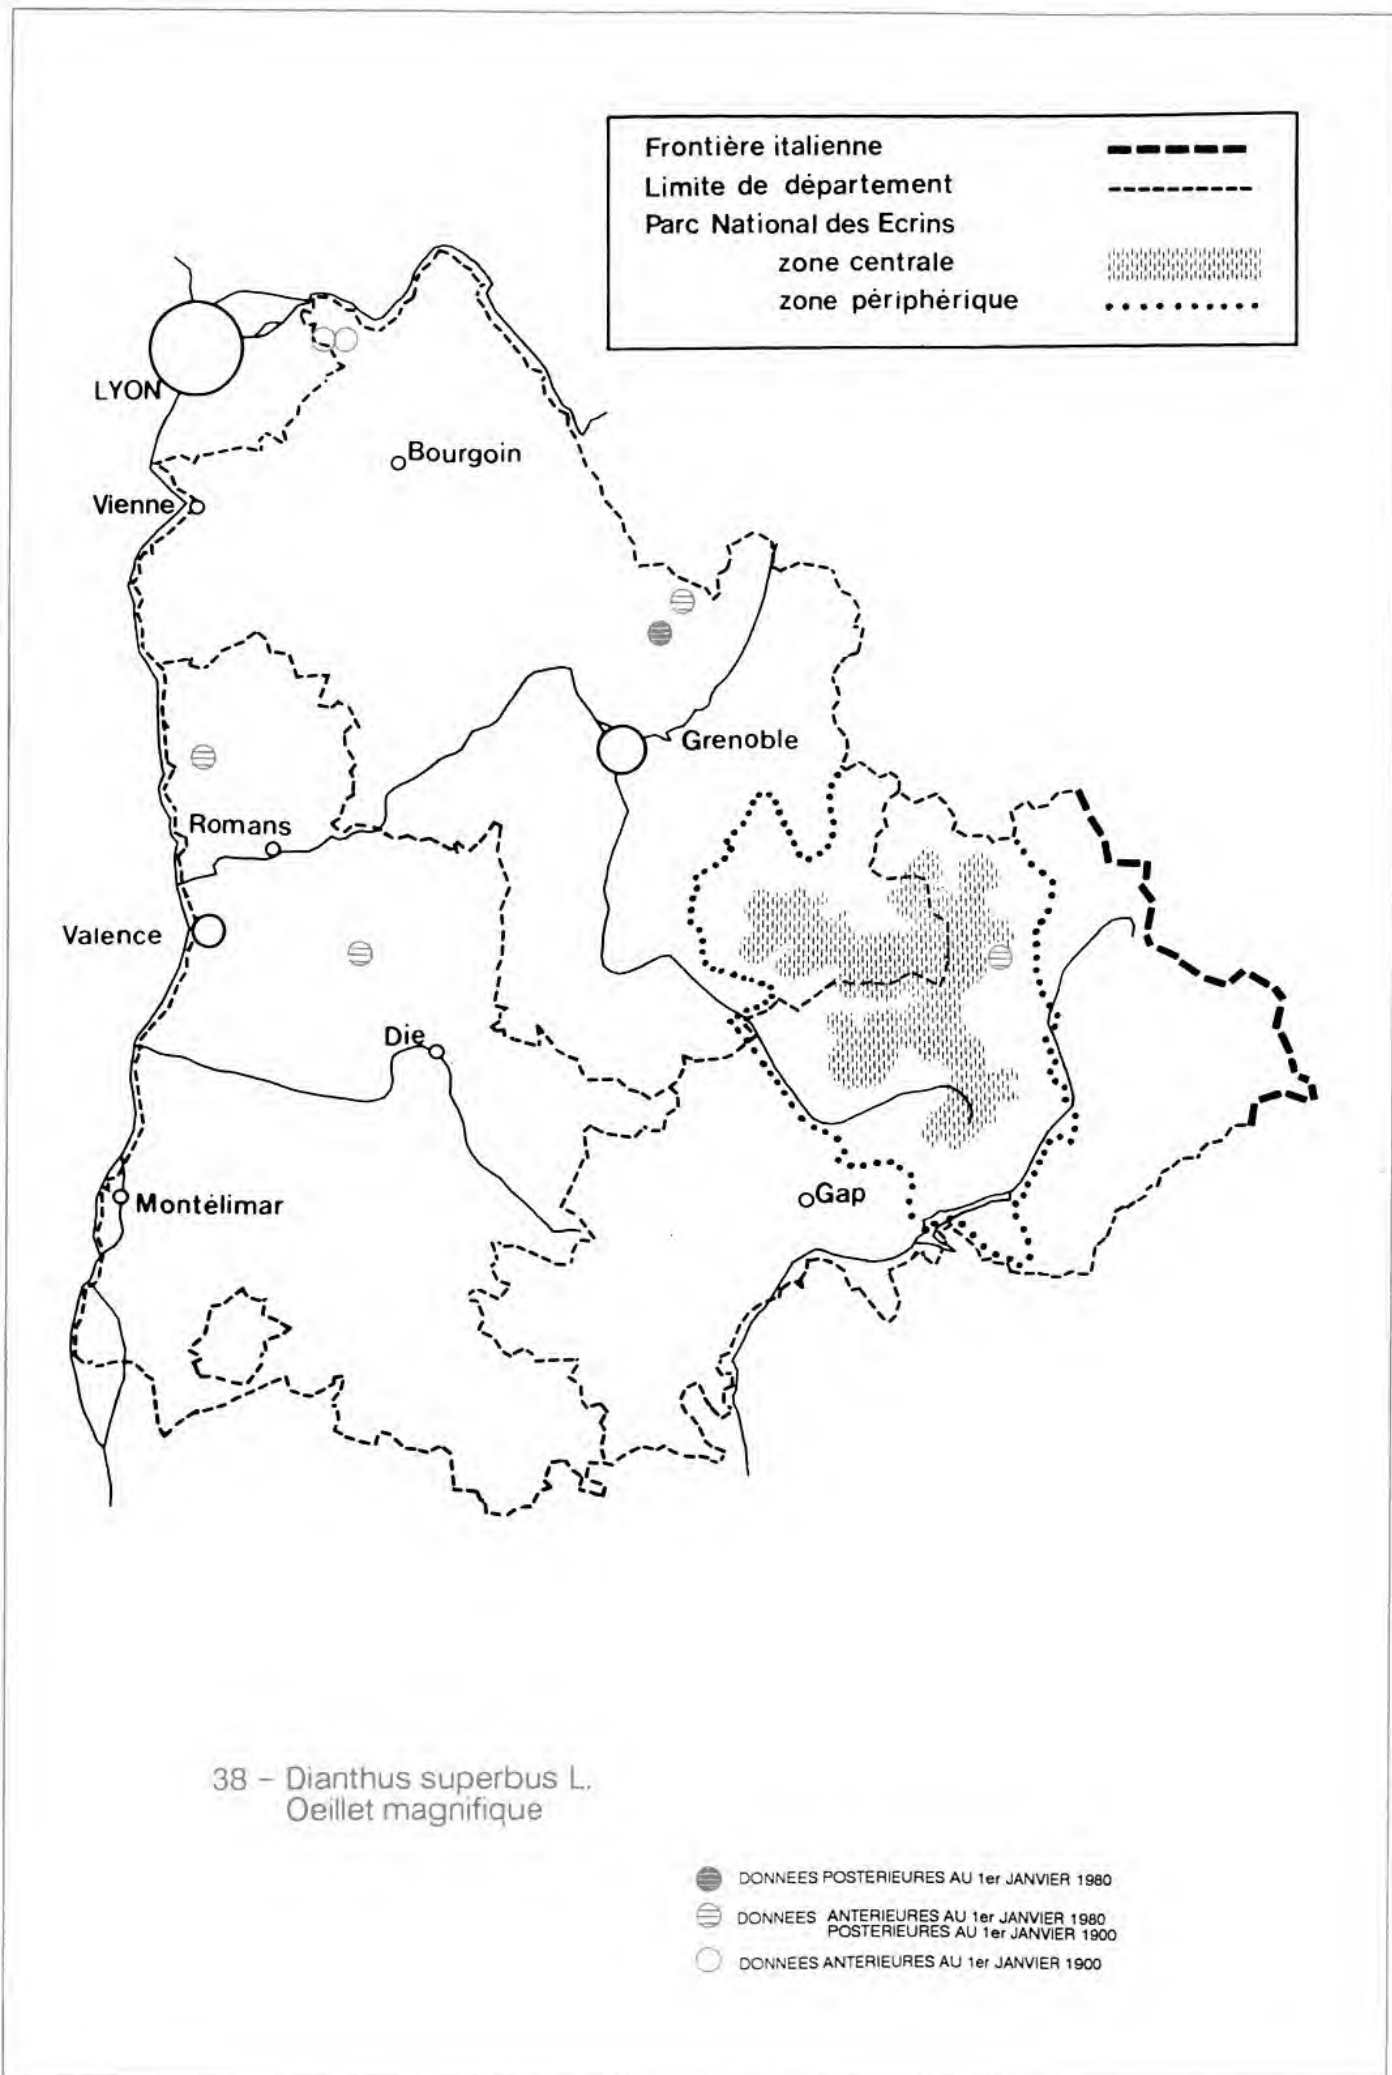 Frontière italienne
Limite de département
Parc National des Ecrins
zone centrale
zone périphérique
LYON
Bourgoin
Vienne
Grenoble
Romans
Valence
Die
Montélimar
Gap
38 - Dianthus superbus L.
Oeillet magnifique
DONNEES POSTERIEURES AU 1er JANVIER 1980
DONNEES ANTERIEURES AU 1er JANVIER 1980
POSTERIEURES AU 1er JANVIER 1900
DONNEES ANTERIEURES AU 1er JANVIER 1900